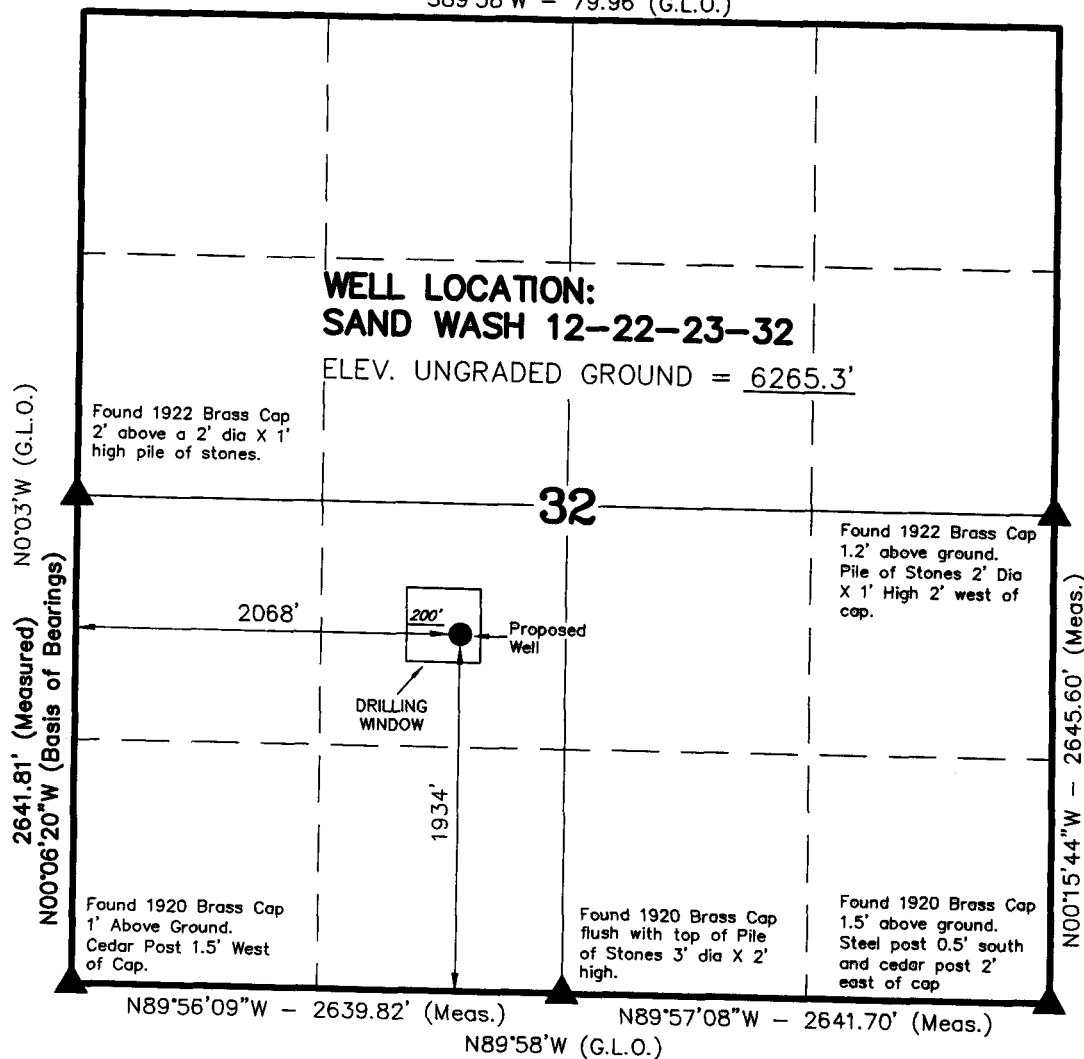 S89°58'W - 79.96 (G.L.O.)
WELL LOCATION:
SAND WASH 12-22-23-32
ELEV. UNGRADED GROUND = 6265.3'
Found 1922 Brass Cap
2' above a 2' dia X 1'
high pile of stones.
N0°03'W (G.L.O.)
32
Found 1922 Brass Cap
1.2' above ground.
Pile of Stones 2' Dia
X 1' High 2' west of
cap.
2068'
200'
Proposed
Well
DRILLING
WINDOW
1934'
2641.81' (Measured)
N00°06'20"W (Basis of Bearings)
N00°15'44"W - 2645.60' (Meas.)
Found 1920 Brass Cap
1' Above Ground.
Cedar Post 1.5' West
of Cap.
Found 1920 Brass Cap
flush with top of Pile
of Stones 3' dia X 2'
high.
Found 1920 Brass Cap
1.5' above ground.
Steel post 0.5' south
and cedar post 2'
east of cap
N89°56'09"W - 2639.82' (Meas.)
N89°57'08"W - 2641.70' (Meas.)
N89°58'W (G.L.O.)